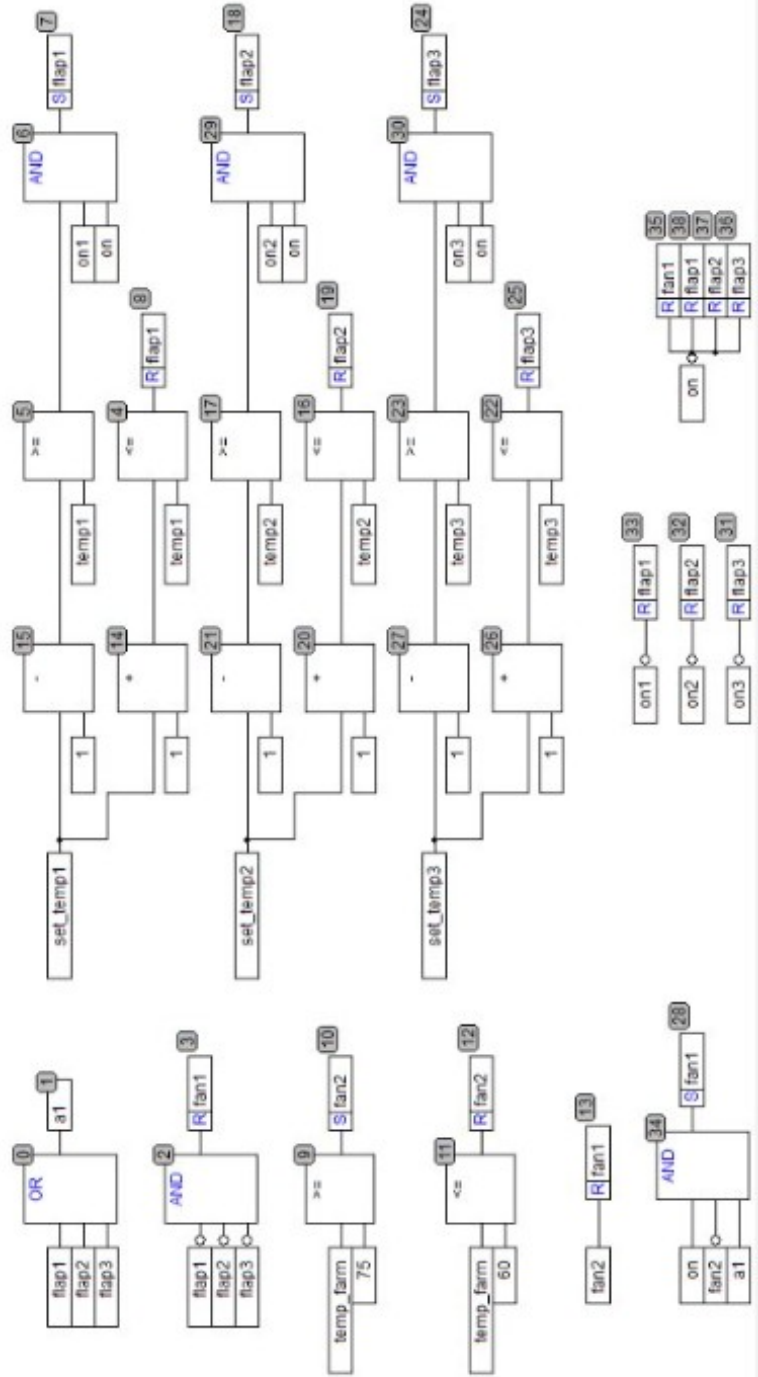 0
OR
flap1
flap2
flap3
1
a1
2
AND
flap1
flap2
flap3
3
R fan1
9
>=
temp_farm
75
10
S fan2
11
<=
temp_farm
60
12
R fan2
fan2
13
R fan1
34
AND
on
fan2
a1
28
S fan1
set_temp1
15
-
1
5
>=
temp1
6
AND
on1
on
7
S flap1
14
+
1
4
<=
temp1
8
R flap1
set_temp2
21
-
1
17
>=
temp2
29
AND
on2
on
18
S flap2
20
+
1
16
<=
temp2
19
R flap2
set_temp3
27
-
1
23
>=
temp3
30
AND
on3
on
24
S flap3
26
+
1
22
<=
temp3
25
R flap3
on1
R flap1
33
on2
R flap2
32
on3
R flap3
31
on
R fan1 35
R flap1 38
R flap2 37
R flap3 36